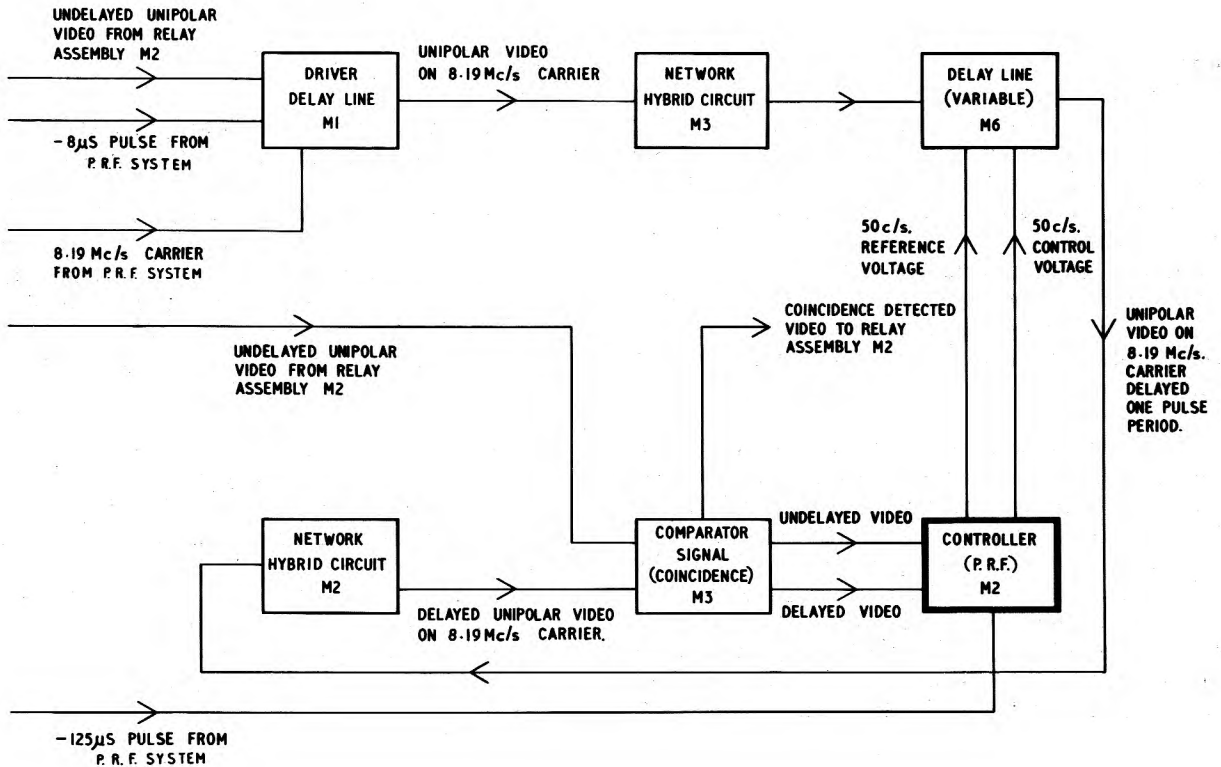 UNDELAYED UNIPOLAR
VIDEO FROM RELAY
ASSEMBLY M2
DRIVER
DELAY LINE
M1
UNIPOLAR VIDEO
ON 8·19 Mc/s CARRIER
NETWORK
HYBRID CIRCUIT
M3
DELAY LINE
(VARIABLE)
M6
-8µS PULSE FROM
P.R.F. SYSTEM
8·19 Mc/s CARRIER
FROM P.R.F. SYSTEM
50c/s.
REFERENCE
VOLTAGE
50c/s.
CONTROL
VOLTAGE
UNDELAYED UNIPOLAR
VIDEO FROM RELAY
ASSEMBLY M2
COINCIDENCE DETECTED
VIDEO TO RELAY
ASSEMBLY M2
UNIPOLAR
VIDEO ON
8·19 Mc/s.
CARRIER
DELAYED
ONE PULSE
PERIOD.
NETWORK
HYBRID CIRCUIT
M2
DELAYED UNIPOLAR VIDEO
ON 8·19Mc/s CARRIER.
COMPARATOR
SIGNAL
(COINCIDENCE)
M3
UNDELAYED VIDEO
DELAYED VIDEO
CONTROLLER
(P.R.F.)
M2
-125µS PULSE FROM
P.R.F. SYSTEM